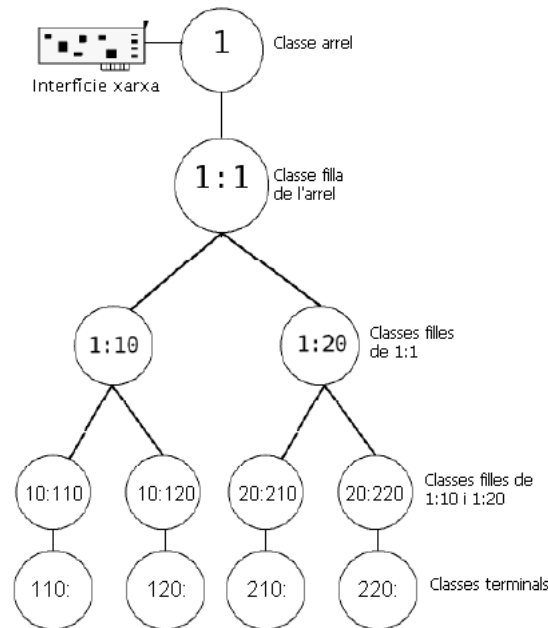 1
Classe arrel
Interfície xarxa
1:1
Classe filla
de l'arrel
1:10
1:20
Classes filles
de 1:1
10:110
10:120
20:210
20:220
Classes filles de
1:10 i 1:20
110:
120:
210:
220:
Classes terminals